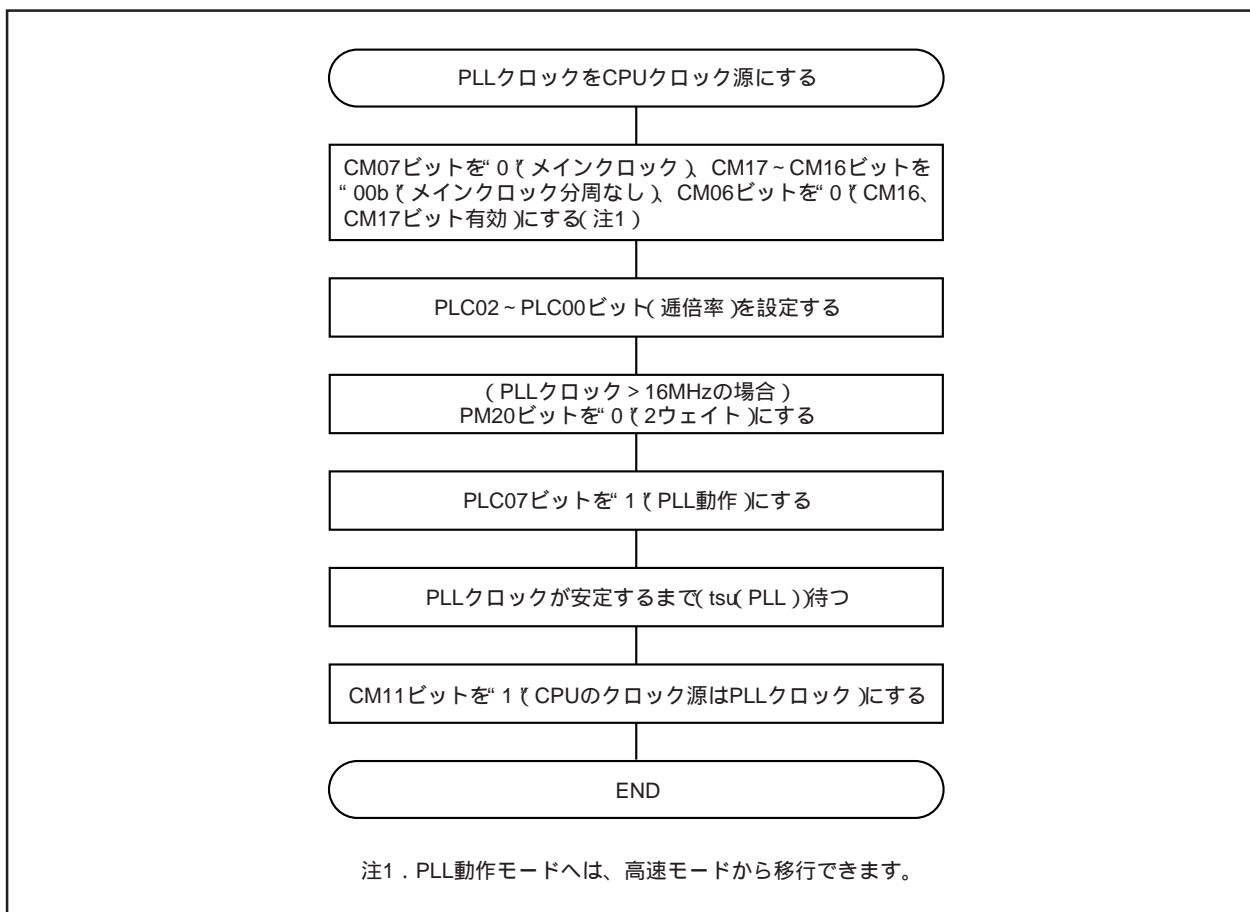 PLLクロックをCPUクロック源にする
CM07ビットを“0”(メインクロック)、CM17~CM16ビットを
“00b”(メインクロック分周なし)、CM06ビットを“0”(CM16、
CM17ビット有効)にする(注1)
PLC02~PLC00ビット(逓倍率)を設定する
(PLLクロック>16MHzの場合)
PM20ビットを“0”(2ウェイト)にする
PLC07ビットを“1”(PLL動作)にする
PLLクロックが安定するまで(tsu(PLL))待つ
CM11ビットを“1”(CPUのクロック源はPLLクロック)にする
END
注1.PLL動作モードへは、高速モードから移行できます。